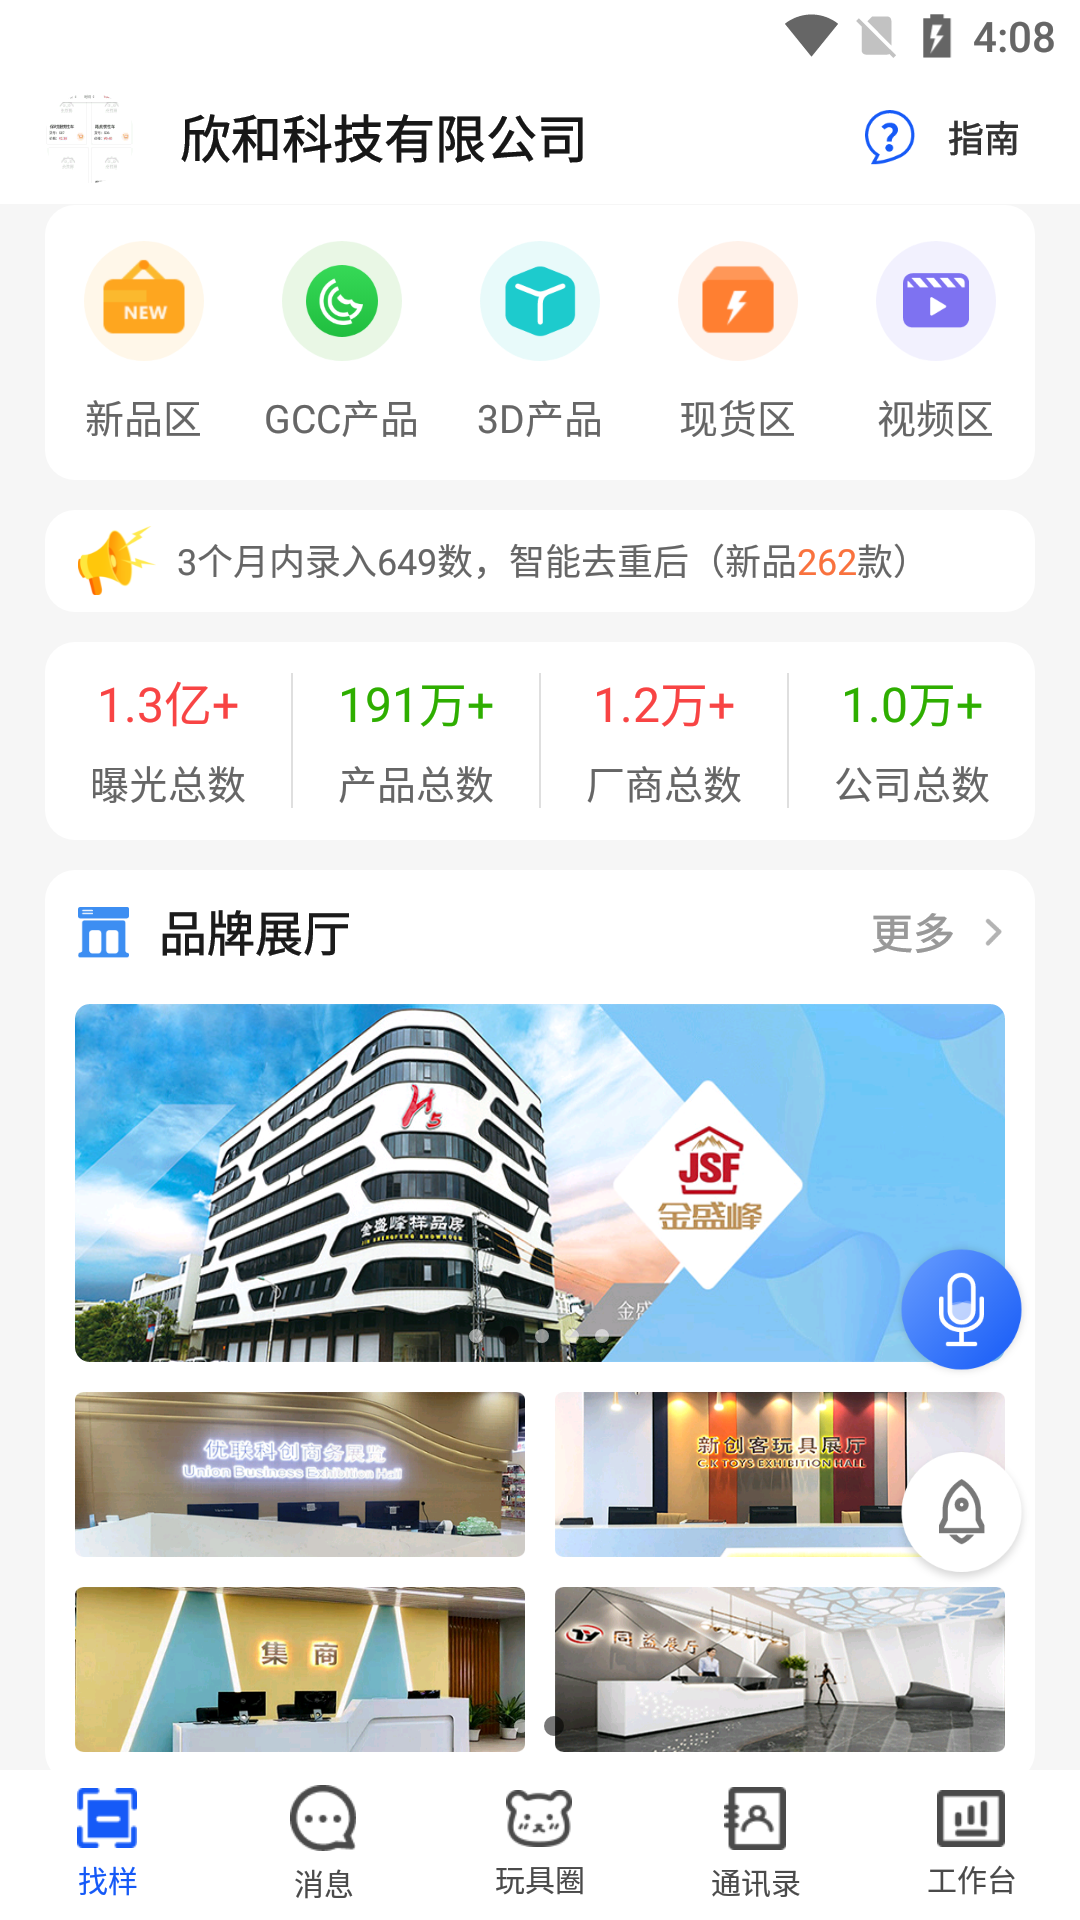 4:08
欣和科技有限公司
指南
NEW
新品区
GCC产品
3D产品
现货区
视频区
3个月内录入649数，智能去重后（新品262款）
1.3亿+
191万+
1.2万+
1.0万+
曝光总数
产品总数
厂商总数
公司总数
品牌展厅
更多
H5
金盛峰样品房
JIN SHENGFENG SHOWROOM
JSF
金盛峰
金盛
优联科创商务展览
Union Business Exhibition Hall
新创客玩具展厅
C.K TOYS EXHIBITION HALL
集商
同益展厅
找样
消息
玩具圈
通讯录
工作台